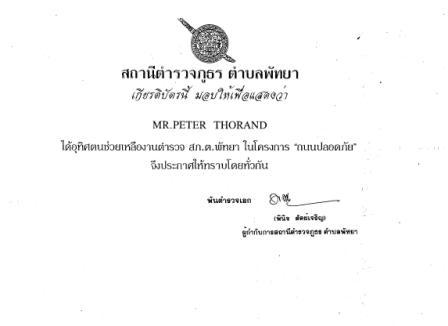 สถานีตำรวจภูธร ตำบลพัทยา
เกียรติบัตรนี้ มอบให้เพื่อแสดงว่า
MR.PETER THORAND
ได้อุทิศตนช่วยเหลืองานตำรวจ สภ.ต.พัทยา ในโครงการ "ถนนปลอดภัย"
จึงประกาศให้ทราบโดยทั่วกัน
พันตำรวจเอก
(พินิจ สัตย์เจริญ)
ผู้กำกับการสถานีตำรวจภูธร ตำบลพัทยา